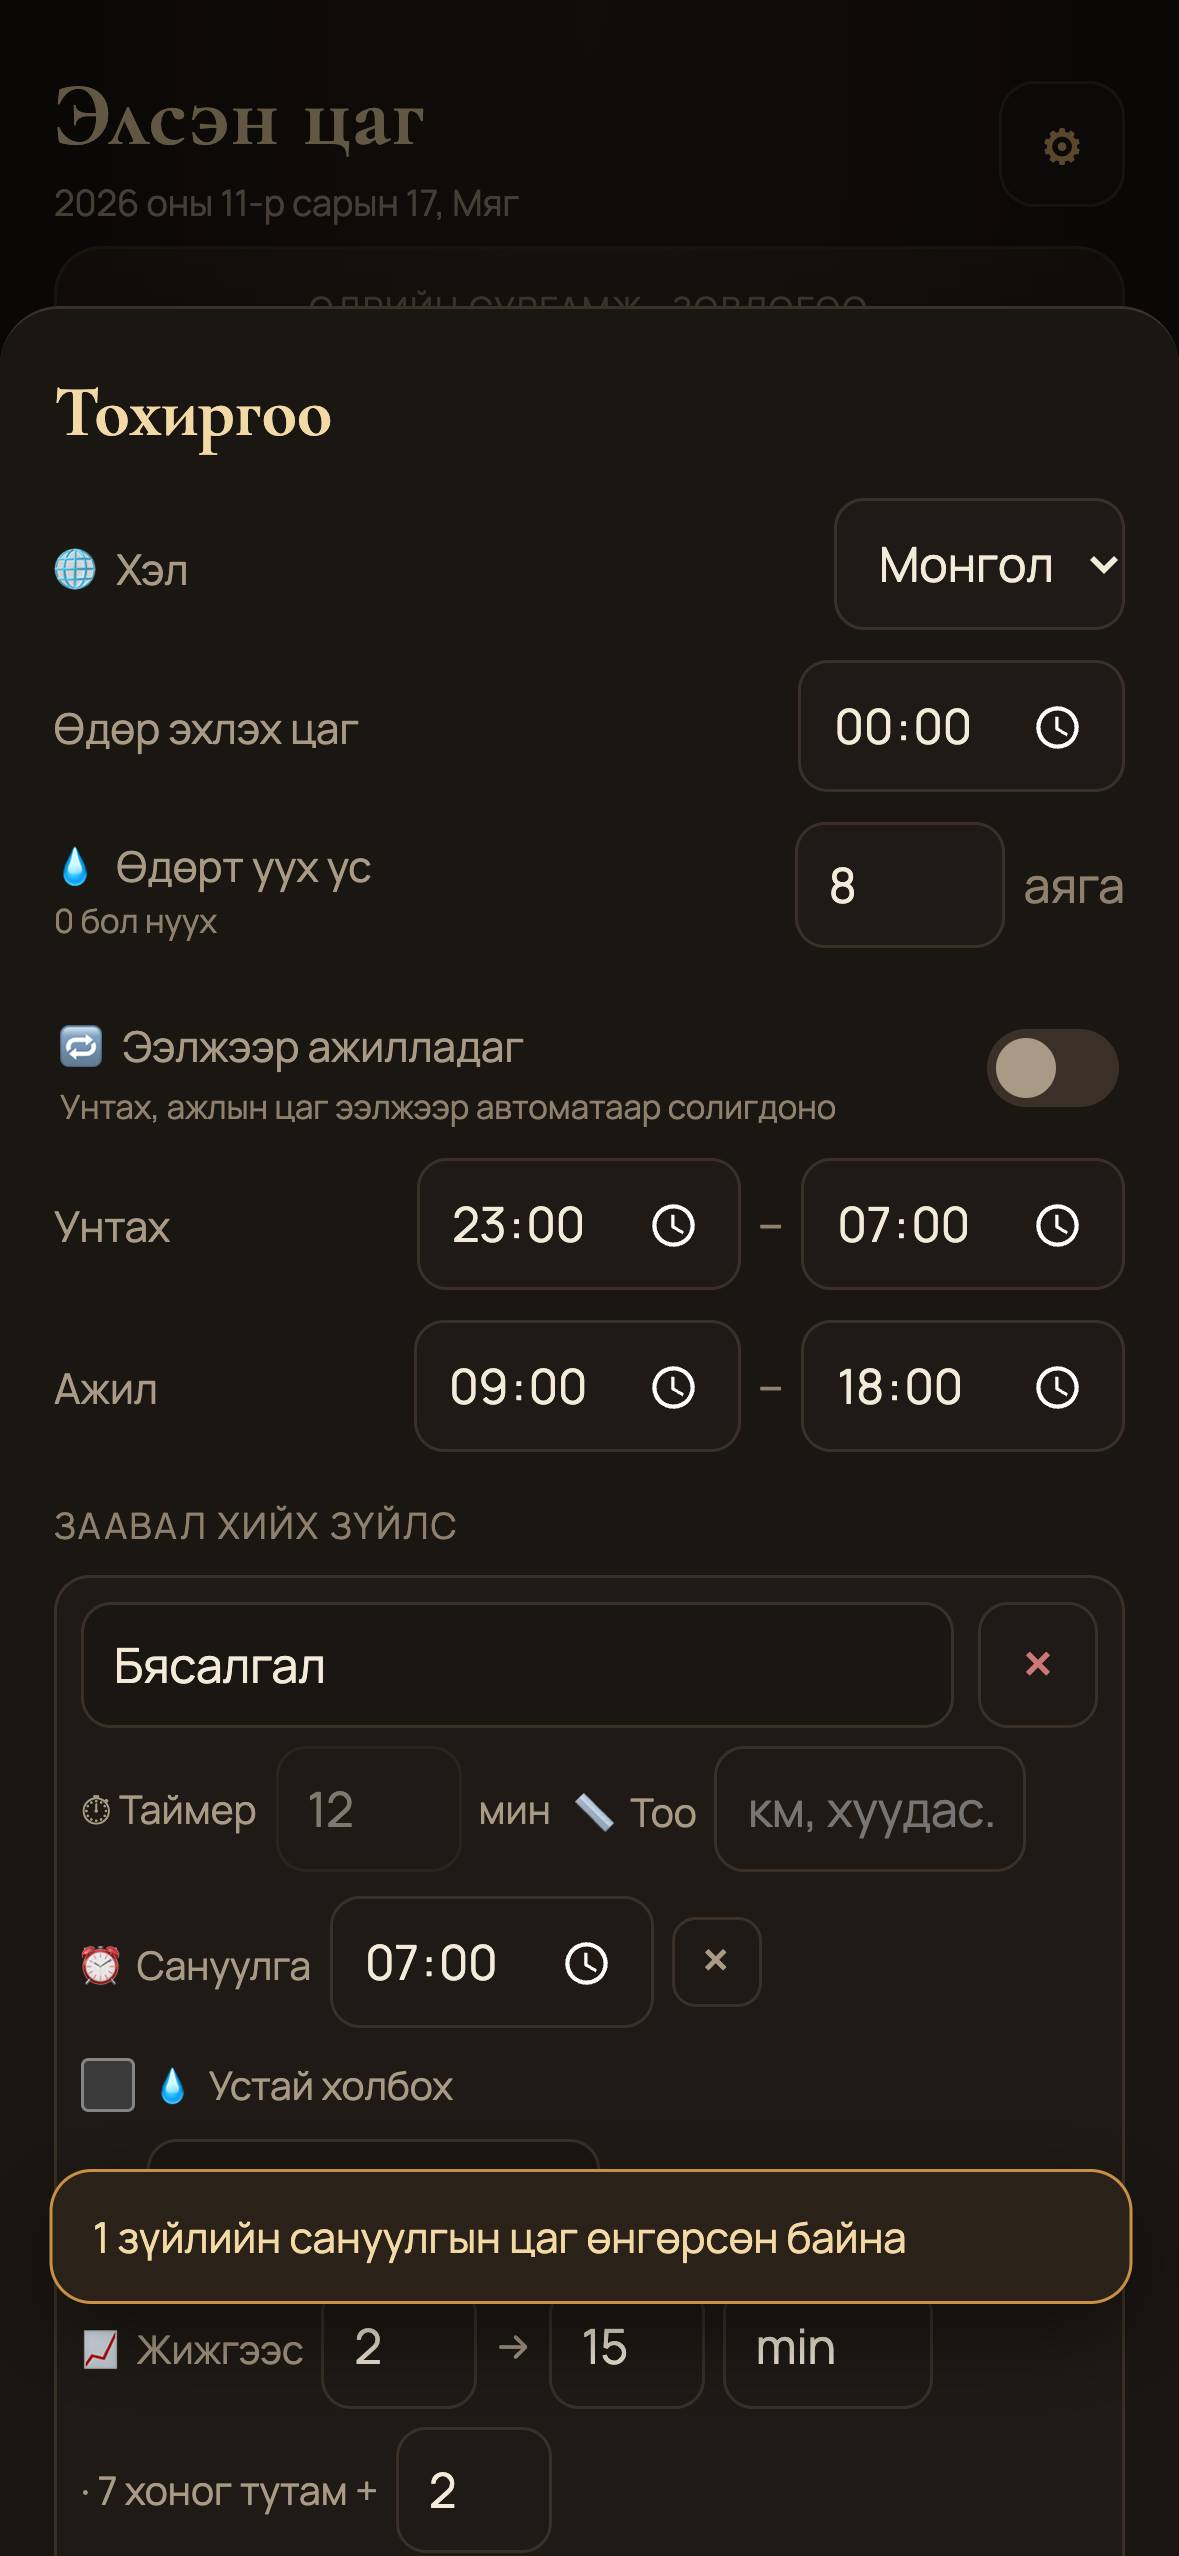 Элсэн цаг
2026 оны 11-р сарын 17, Мяг
Тохиргоо
Хэл
Монгол
Өдөр эхлэх цаг
00:00
Өдөрт уух ус
0 бол нуух
8
аяга
Ээлжээр ажилладаг
Унтах, ажлын цаг ээлжээр автоматаар солигдоно
Унтах
23:00 – 07:00
Ажил
09:00 – 18:00
ЗААВАЛ ХИЙХ ЗҮЙЛС
Бясалгал
×
Таймер 12 мин Тоо км, хуудас.
Сануулга 07:00 ×
Устай холбох
1 зүйлийн сануулгын цаг өнгөрсөн байна
Жижгээс 2 → 15 min
· 7 хоног тутам + 2